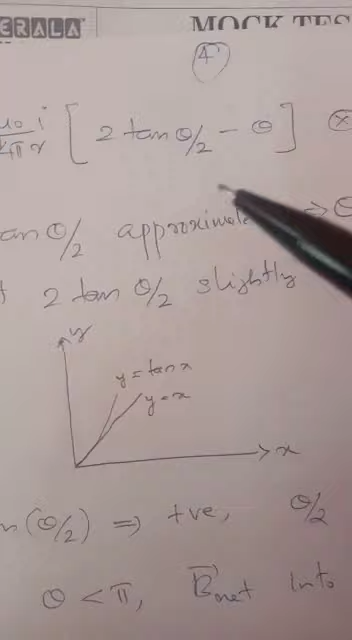 ERALA MOCK TES
4
μ₀ i / 4π r [ 2 tan θ/2 − θ ] ⊗
tan θ/2 ⇒
2 tan θ/2 slightly
y
y = tan x
y = x
x
(θ/2) ⇒ +ve, θ/2
θ < π, B⃗net Into